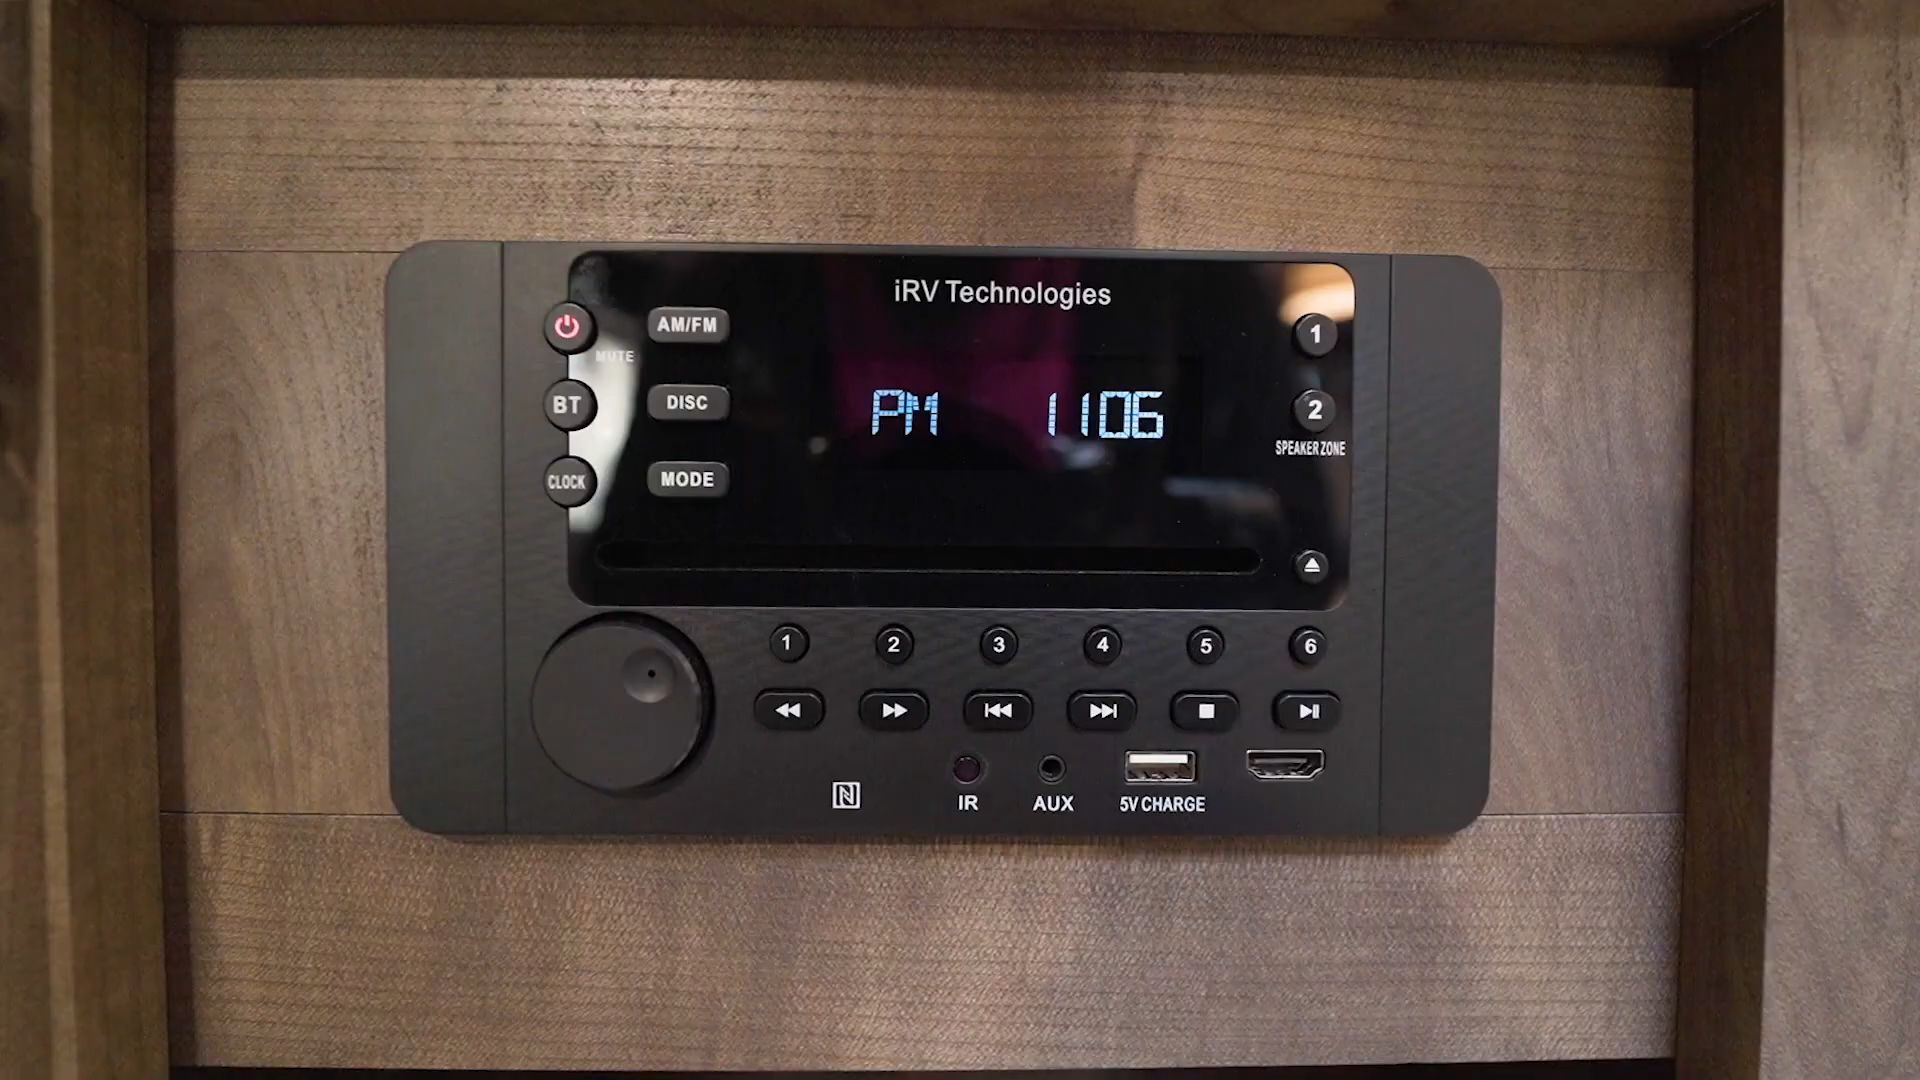 iRV Technologies
AM/FM
1
MUTE
BT
DISC
PM 1106
2
SPEAKER ZONE
CLOCK
MODE
1 2 3 4 5 6
IR AUX 5V CHARGE